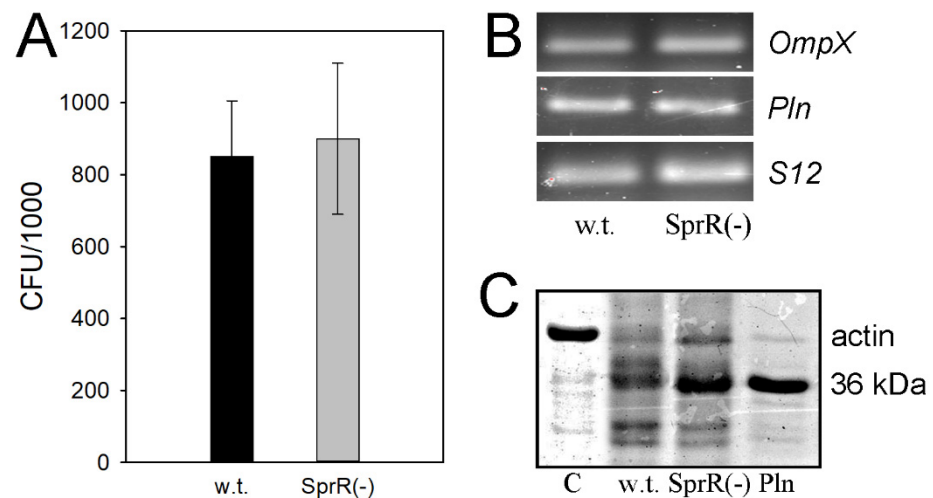 A
1200
1000
800
600
400
200
0
CFU/1000
w.t. SprR(-)
B
OmpX
Pln
S12
w.t. SprR(-)
C
actin
36 kDa
C w.t. SprR(-) Pln